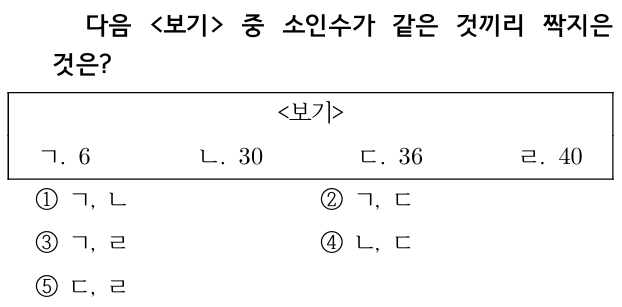 다음 <보기> 중 소인수가 같은 것끼리 짝지은
것은?
<보기>
ㄱ. 6 ㄴ. 30 ㄷ. 36 ㄹ. 40
① ㄱ, ㄴ ② ㄱ, ㄷ
③ ㄱ, ㄹ ④ ㄴ, ㄷ
⑤ ㄷ, ㄹ